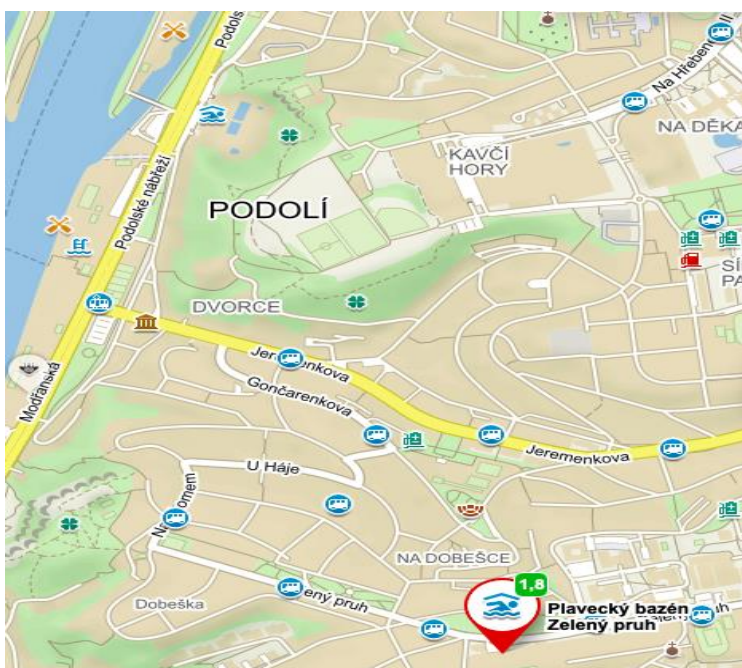 Podols
Na Hřebenech II
NA DĚKA
KAVČÍ
HORY
Podolské nábřeží
PODOLÍ
SÍ
PA
DVORCE
Modřanská
Jeremenkova
Gončarenkova
Jeremenkova
U Háje
NA DOBEŠCE
1,8
Dobeška
ený pruh
Plavecký bazén
Zelený pruh